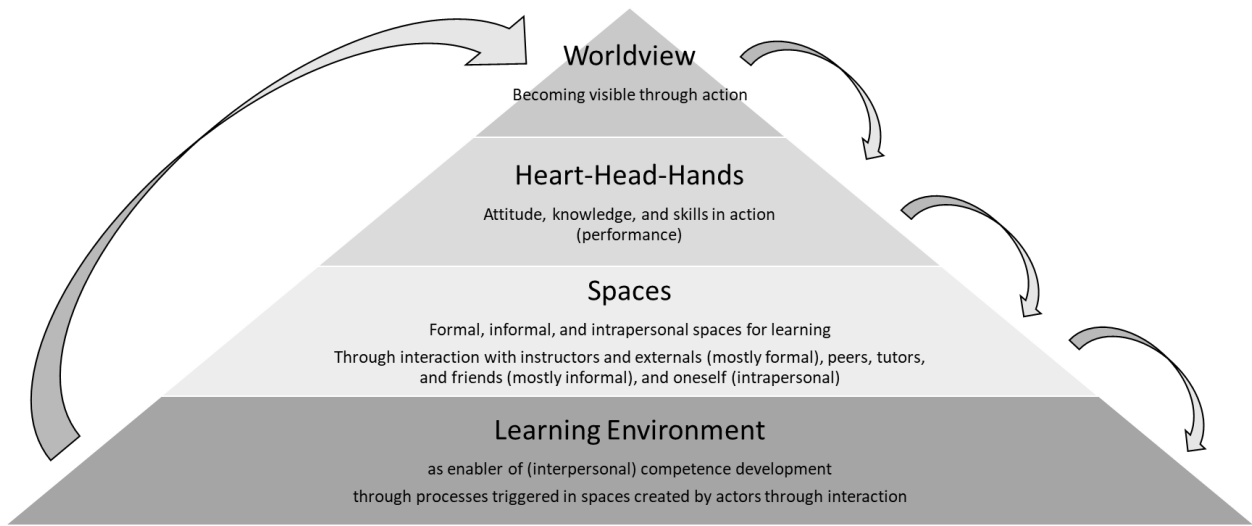 Worldview
Becoming visible through action
Heart-Head-Hands
Attitude, knowledge, and skills in action
(performance)
Spaces
Formal, informal, and intrapersonal spaces for learning
Through interaction with instructors and externals (mostly formal), peers, tutors,
and friends (mostly informal), and oneself (intrapersonal)
Learning Environment
as enabler of (interpersonal) competence development
through processes triggered in spaces created by actors through interaction